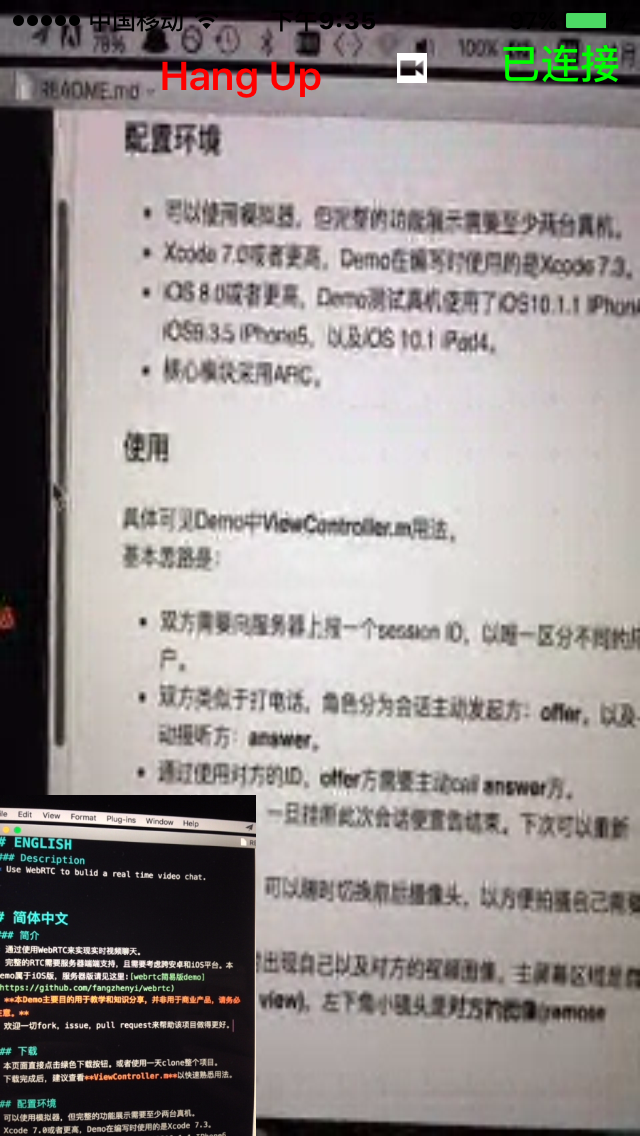 中国移动 下午9:33 87%
78% 100%
README.md
Hang Up
已连接
配置环境
可以使用模拟器，但完整的功能展示需要至少两台真机。
Xcode 7.0或者更高，Demo在编写时使用的是Xcode 7.3。
iOS 8.0或者更高，Demo测试真机使用了iOS10.1.1
iOS9.3.5 iPhone5，以及iOS 10.1 iPad4。
核心模块采用ARC。
使用
具体可见Demo中ViewController.m用法。
基本思路是：
双方需要向服务器上报一个session ID，以唯一区分不同的
户。
双方类似于打电话，角色分为会话主动发起方：offer，以及
动接听方：answer。
通过使用对方的ID，offer方需要主动call answer方。
一旦挂断此次会话便宣告结束。下次可以重新
可以随时切换前后摄像头，以方便拍摄自己需要
出现自己以及对方的视频图像。主屏幕区域是
view)，左下角小镜头是对方的图像(remose
Edit View Format Plug-ins Window Help
# ENGLISH
### Description
Use WebRTC to bulid a real time video chat.
# 简体中文
### 简介
通过使用WebRTC来实现实时视频聊天。
完整的RTC需要服务器端端支持，且需要考虑跨安卓和iOS平台。本
emo属于iOS版，服务器版请见这里：[webrtc简易版demo]
https://github.com/fangzhenyi/webrtc)
**本Demo主要目的用于教学和知识分享，并非用于商业产品，请务必
注意。**
欢迎一切fork，issue，pull request来帮助该项目做得更好。
## 下载
本页面直接点击绿色下载按钮。或者使用一天clone整个项目。
下载完成后，建议查看**ViewController.m**以快速熟悉用法。
## 配置环境
可以使用模拟器，但完整的功能展示需要至少两台真机。
Xcode 7.0或者更高，Demo在编写时使用的是Xcode 7.3。